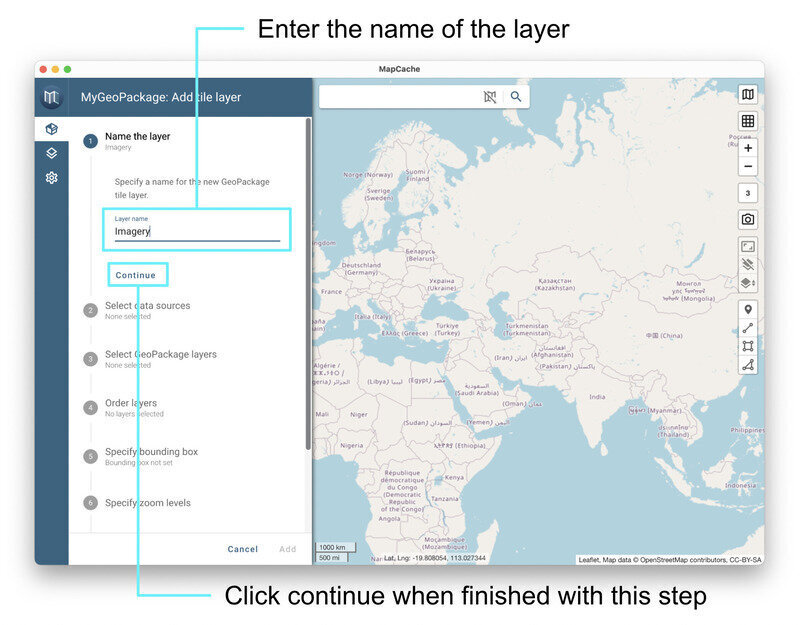 Enter the name of the layer
MapCache
MyGeoPackage: Add tile layer
1
Name the layer
Imagery
Specify a name for the new GeoPackage
tile layer.
Layer name
Imagery
Continue
2
Select data sources
None selected
3
Select GeoPackage layers
None selected
4
Order layers
No layers selected
5
Specify bounding box
Bounding box not set
6
Specify zoom levels
Cancel
Add
3
Norge (Norway)
Suomi /
Finland
Sverige
(Sweden)
Беларусь
(Belarus)
Deutschland
(Germany)
Україна
(Ukraine)
France
Italia (Italy)
Ελλάς (Greece)
Türkiye
(Turkey)
Қазақстан
(Kazakhstan)
Türkmenistan
(Turkmenistan)
Монгол
(Mongolia)
中国 (China)
(Iran)
افغانستان
(Afghanistan)
(Pakistan) پاکستان
Algérie /
(Libya) ليبيا
(Egypt) مصر
السعودية
(Saudi Arabia)
Mali
Niger
(Sudan) السودان
(Yemen) اليمن
(Oman)
India
(Myanmar)
(Thailand)
Philippines
Nigeria
(Ethiopia)
République
démocratique
du Congo
(Democratic
Republic
of the Congo)
Kenya
Tanzania
Angola
Moçambique
(Mozambique)
Indonesia
1000 km
500 mi
Lat, Lng: -19.808054, 113.027344
Leaflet, Map data © OpenStreetMap contributors, CC-BY-SA
Click continue when finished with this step